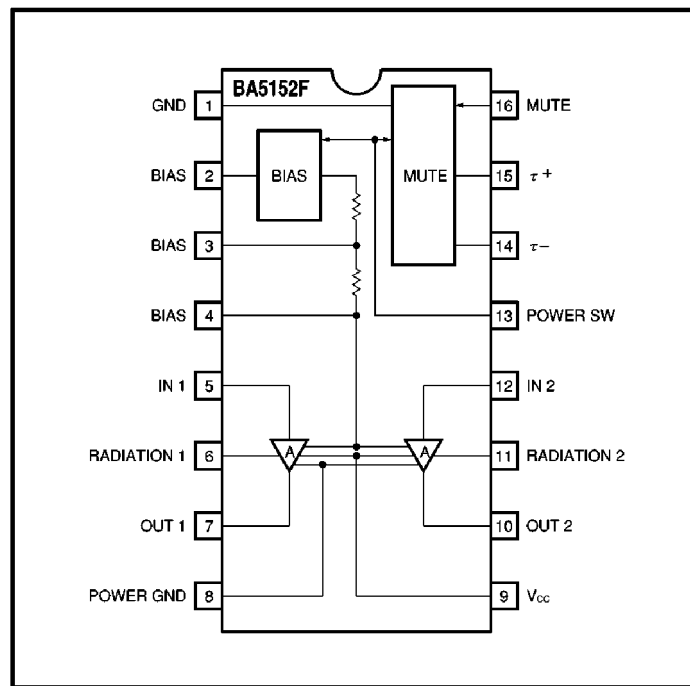 BA5152F
GND 1
16 MUTE
BIAS 2
BIAS
MUTE
15 τ+
BIAS 3
14 τ−
BIAS 4
13 POWER SW
IN 1 5
12 IN 2
RADIATION 1 6
A
A
11 RADIATION 2
OUT 1 7
10 OUT 2
POWER GND 8
9 Vcc